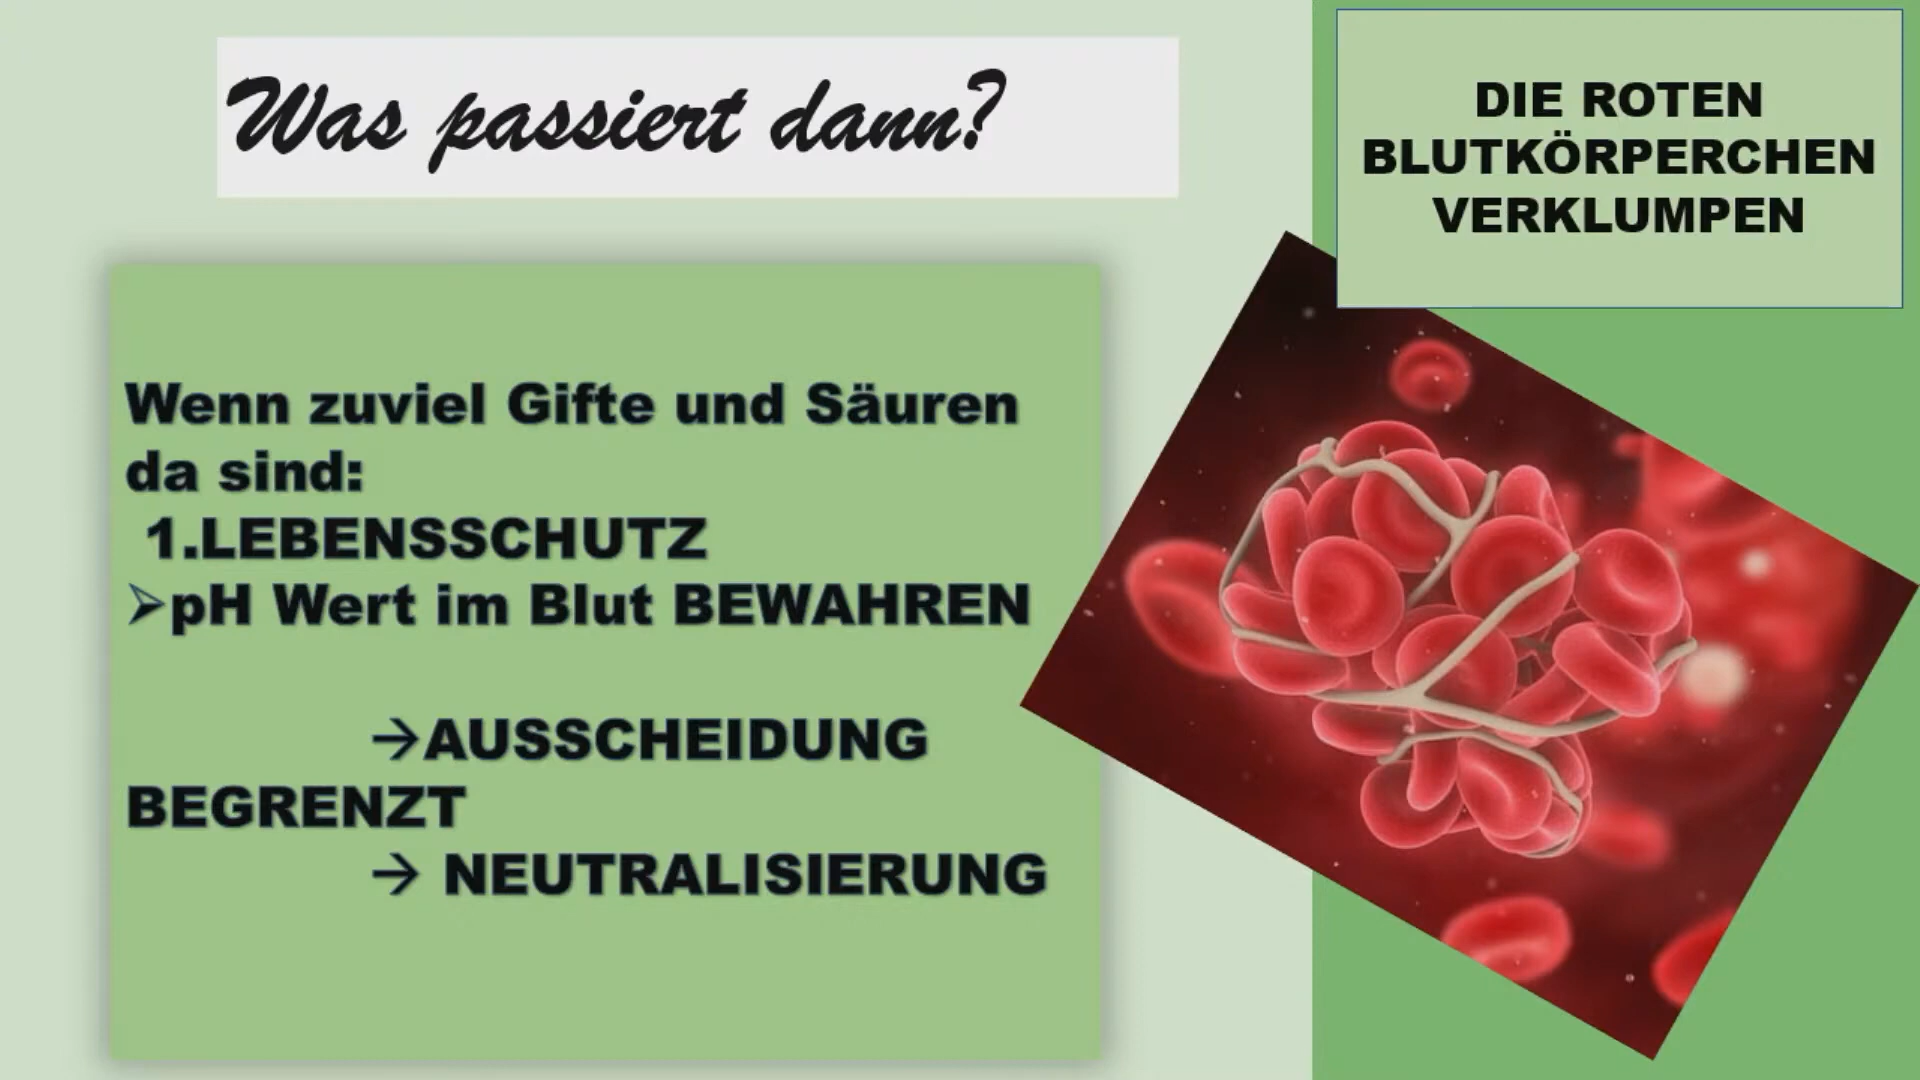 Was passiert dann?
DIE ROTEN
BLUTKÖRPERCHEN
VERKLUMPEN
Wenn zuviel Gifte und Säuren
da sind:
1.LEBENSSCHUTZ
➢pH Wert im Blut BEWAHREN
→AUSSCHEIDUNG
BEGRENZT
→ NEUTRALISIERUNG